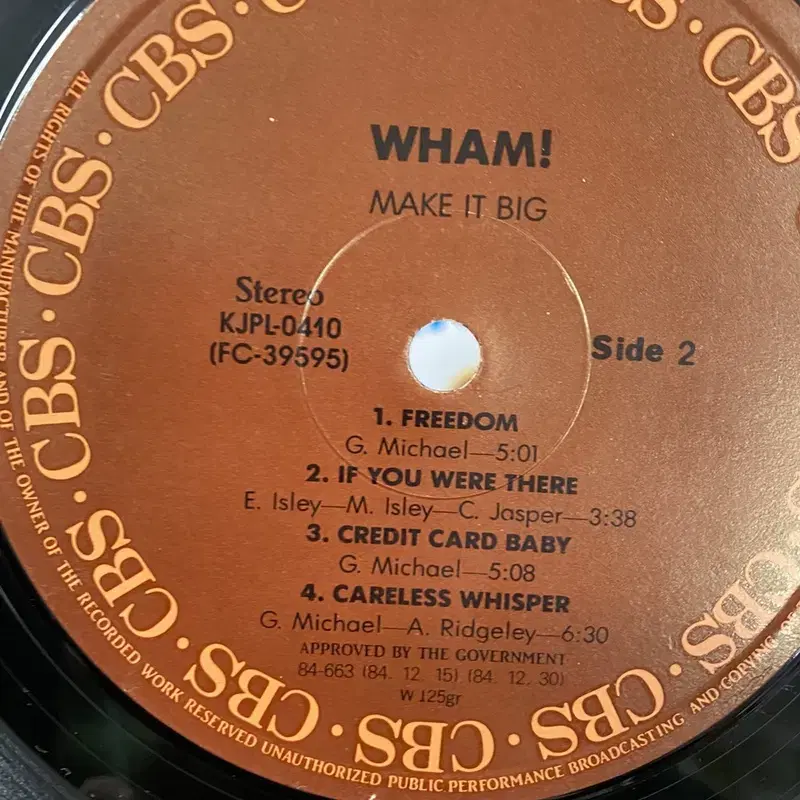 WHAM!
MAKE IT BIG
Stereo
KJPL-0410
(FC-39595)
Side 2
1. FREEDOM
G. Michael—5:01
2. IF YOU WERE THERE
E. Isley—M. Isley—C. Jasper—3:38
3. CREDIT CARD BABY
G. Michael—5:08
4. CARELESS WHISPER
G. Michael—A. Ridgeley—6:30
APPROVED BY THE GOVERNMENT
84-663 (84. 12. 15) (84. 12. 30)
W 125gr
CBS · CBS · CBS · CBS · CBS · CBS · CBS · CBS · CBS · CBS · CBS
ALL RIGHTS OF THE MANUFACTURER AND OF THE OWNER OF THE RECORDED WORK RESERVED UNAUTHORIZED PUBLIC PERFORMANCE BROADCASTING AND COPYING